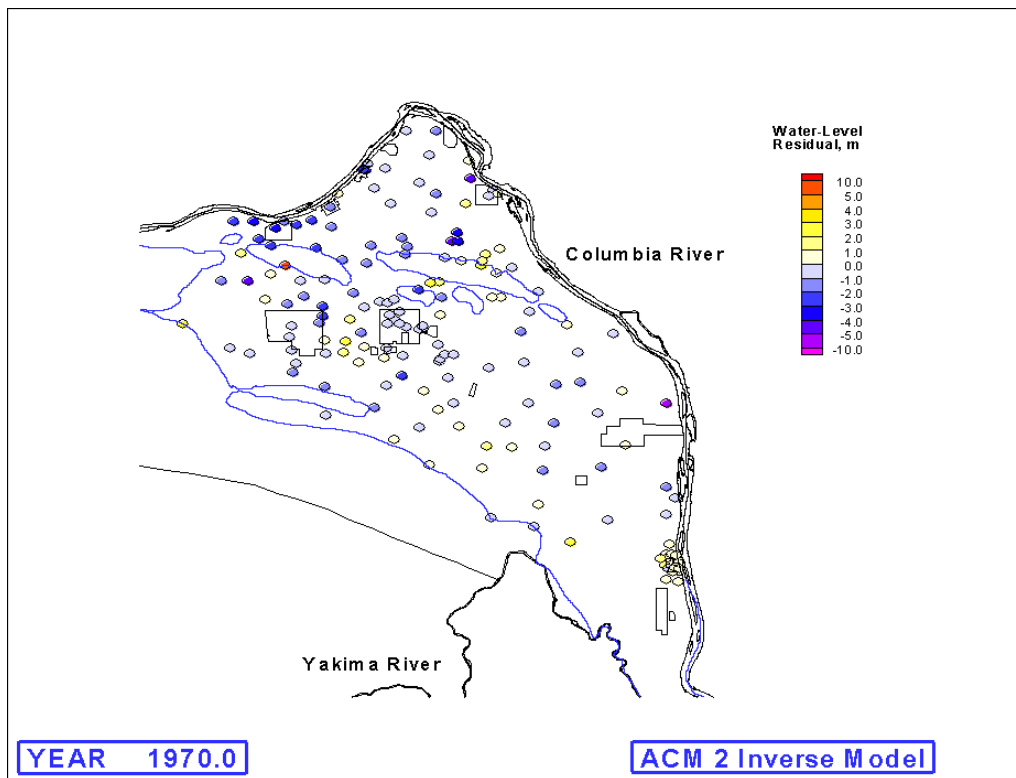 Water-Level
Residual, m
10.0
5.0
4.0
3.0
2.0
1.0
0.0
-1.0
-2.0
-3.0
-4.0
-5.0
-10.0
Columbia River
Yakima River
YEAR 1970.0
ACM 2 Inverse Model